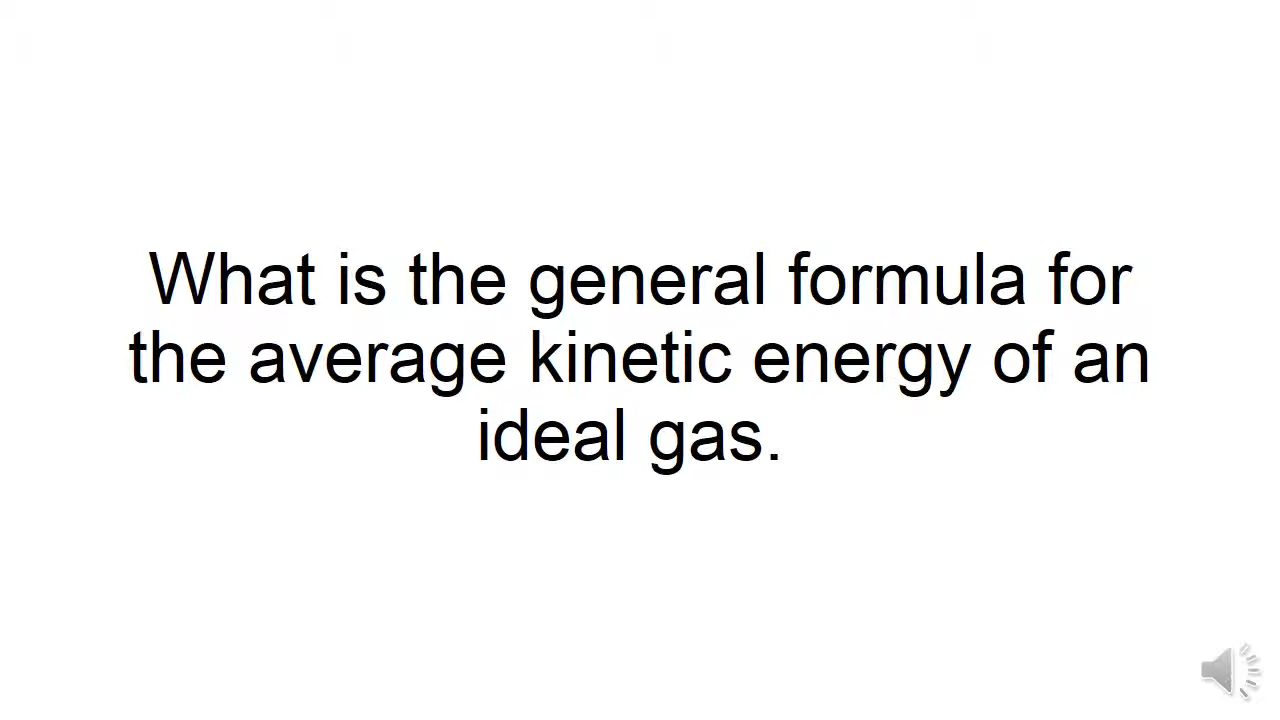 What is the general formula for
the average kinetic energy of an
ideal gas.